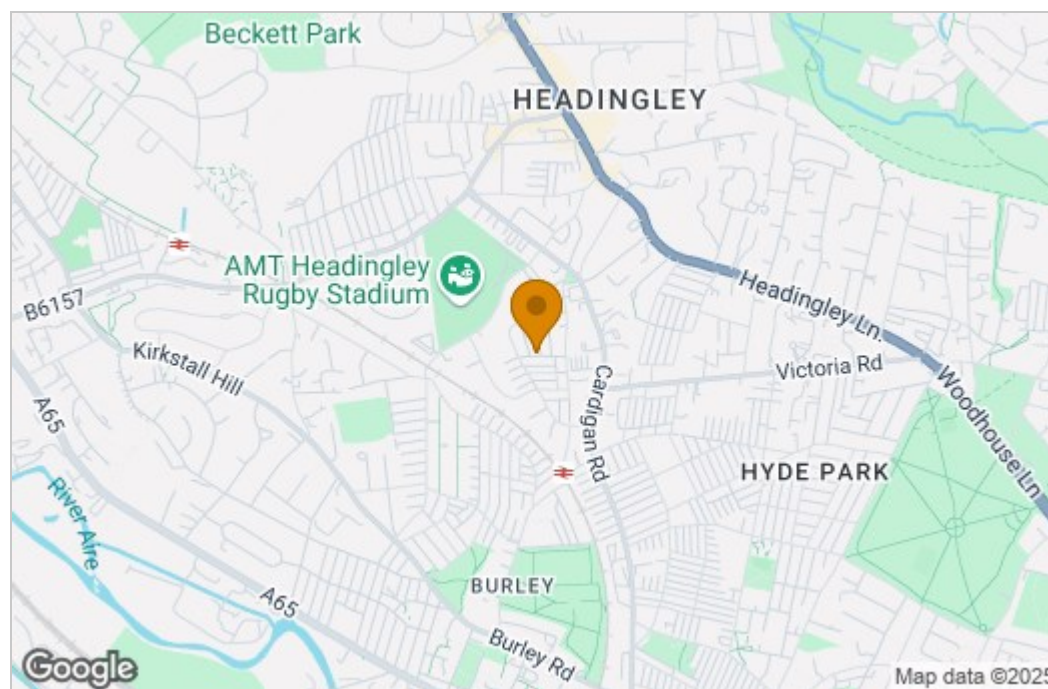 Beckett Park
HEADINGLEY
AMT Headingley
Rugby Stadium
B6157
Kirkstall Hill
Headingley Ln.
Victoria Rd
Woodhouse Ln
Cardigan Rd
A65
HYDE PARK
River Aire
BURLEY
A65
Burley Rd
Google
Map data ©2025